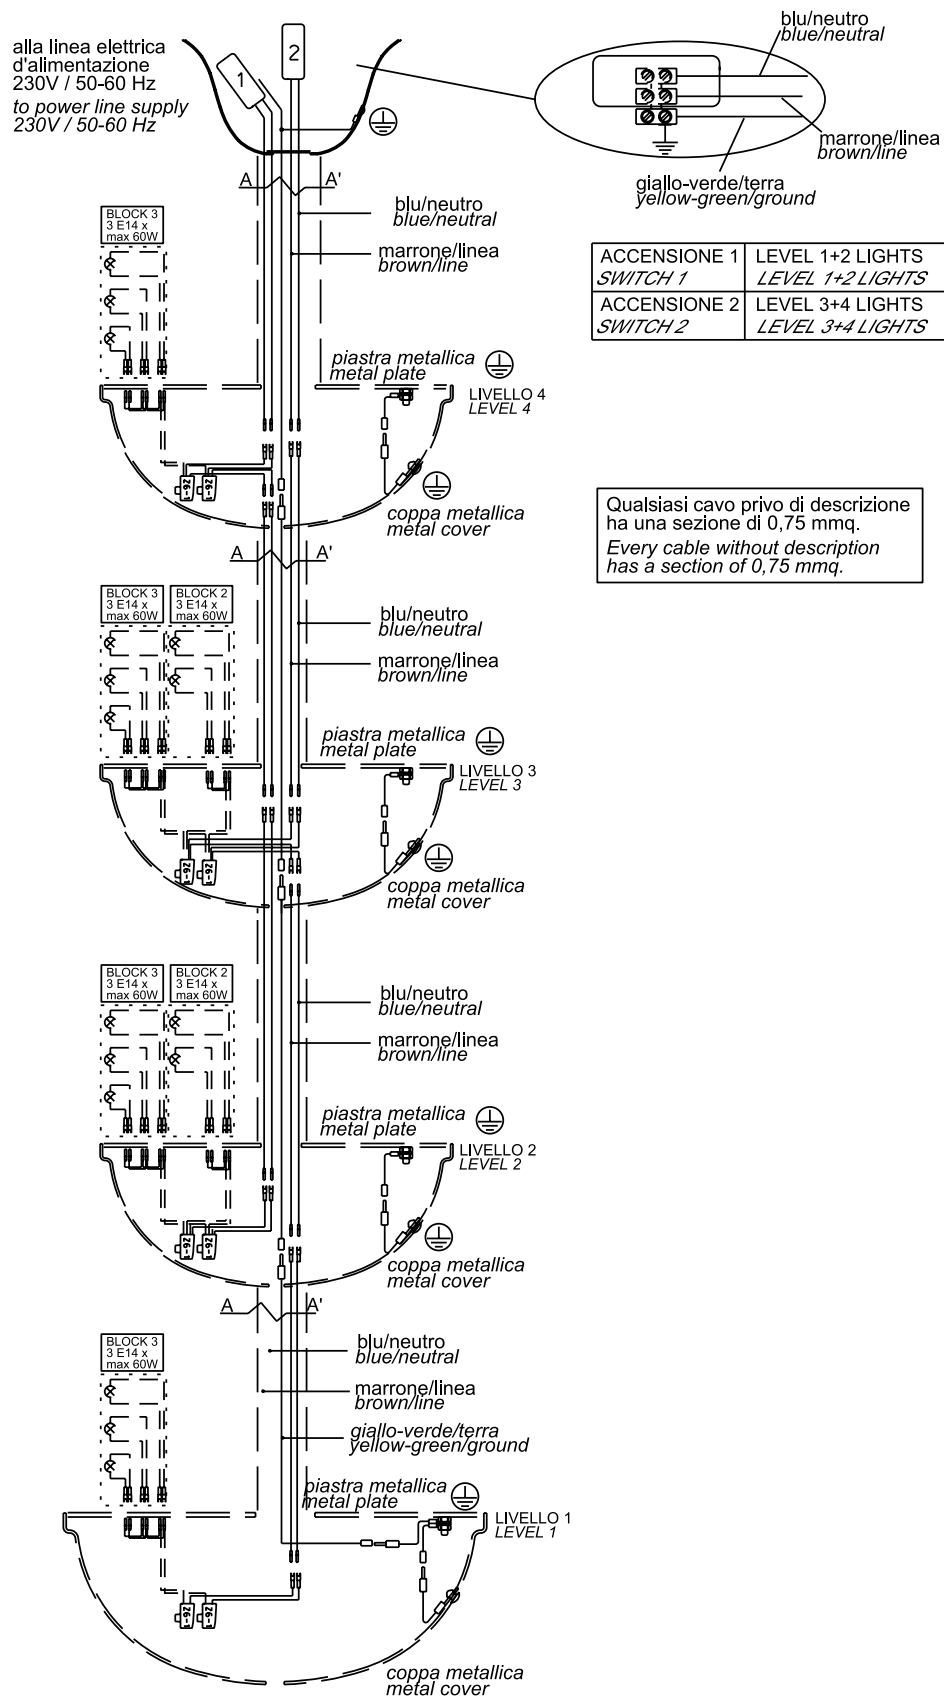 alla linea elettrica
d'alimentazione
230V / 50-60 Hz
to power line supply
230V / 50-60 Hz
1
2
blu/neutro
blue/neutral
marrone/linea
brown/line
giallo-verde/terra
yellow-green/ground
A
A'
blu/neutro
blue/neutral
marrone/linea
brown/line
ACCENSIONE 1
SWITCH 1
LEVEL 1+2 LIGHTS
LEVEL 1+2 LIGHTS
ACCENSIONE 2
SWITCH 2
LEVEL 3+4 LIGHTS
LEVEL 3+4 LIGHTS
BLOCK 3
3 E14 x
max 60W
piastra metallica
metal plate
LIVELLO 4
LEVEL 4
coppa metallica
metal cover
Qualsiasi cavo privo di descrizione
ha una sezione di 0,75 mmq.
Every cable without description
has a section of 0,75 mmq.
A
A'
BLOCK 3
3 E14 x
max 60W
BLOCK 2
3 E14 x
max 60W
blu/neutro
blue/neutral
marrone/linea
brown/line
piastra metallica
metal plate
LIVELLO 3
LEVEL 3
coppa metallica
metal cover
BLOCK 3
3 E14 x
max 60W
BLOCK 2
3 E14 x
max 60W
blu/neutro
blue/neutral
marrone/linea
brown/line
piastra metallica
metal plate
LIVELLO 2
LEVEL 2
coppa metallica
metal cover
A
A'
BLOCK 3
3 E14 x
max 60W
blu/neutro
blue/neutral
marrone/linea
brown/line
giallo-verde/terra
yellow-green/ground
piastra metallica
metal plate
LIVELLO 1
LEVEL 1
coppa metallica
metal cover